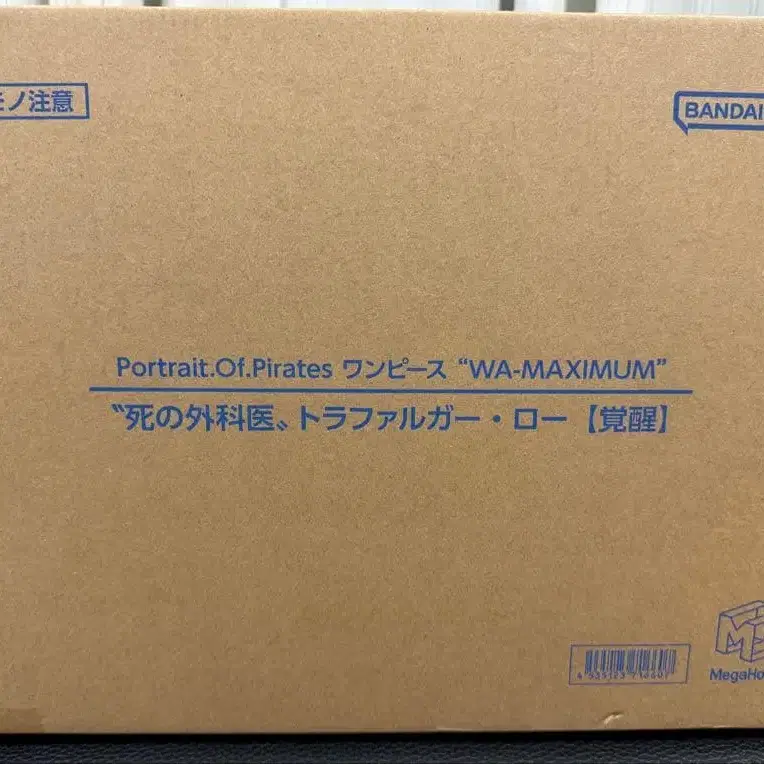 モノ注意
BANDAI
Portrait.Of.Pirates ワンピース “WA-MAXIMUM”
〝死の外科医〟トラファルガー・ロー【覚醒】
MegaHo